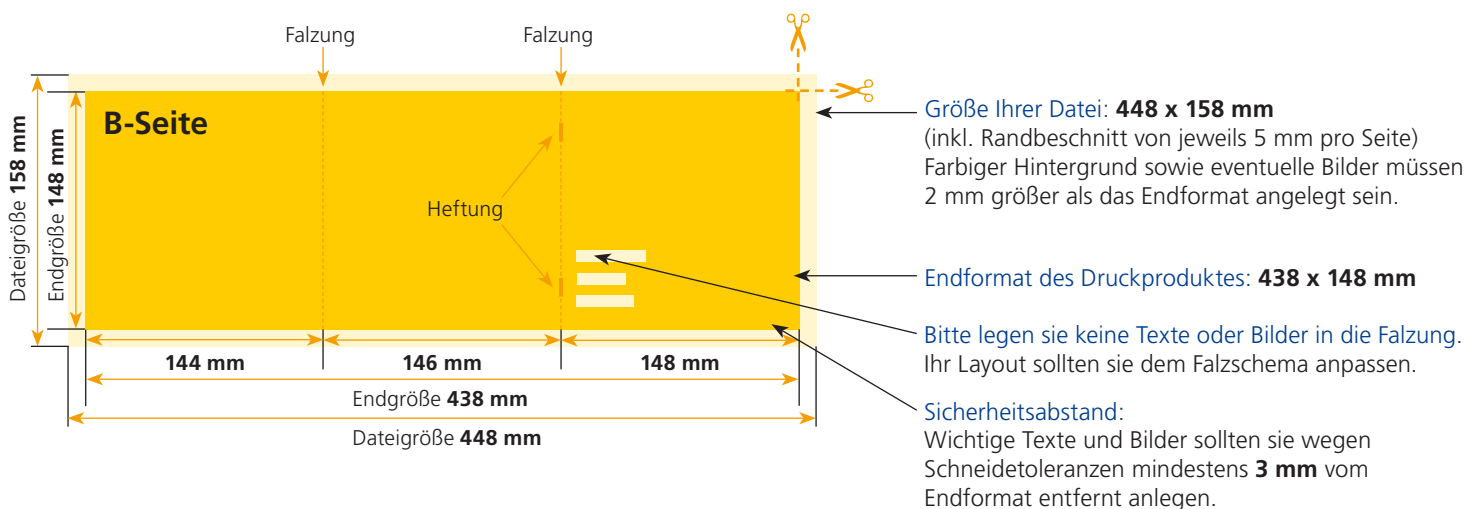 Falzung
Falzung
B-Seite
Dateigröße 158 mm
Endgröße 148 mm
Heftung
144 mm
146 mm
148 mm
Endgröße 438 mm
Dateigröße 448 mm
Größe Ihrer Datei: 448 x 158 mm
(inkl. Randbeschnitt von jeweils 5 mm pro Seite)
Farbiger Hintergrund sowie eventuelle Bilder müssen
2 mm größer als das Endformat angelegt sein.
Endformat des Druckproduktes: 438 x 148 mm
Bitte legen sie keine Texte oder Bilder in die Falzung.
Ihr Layout sollten sie dem Falzschema anpassen.
Sicherheitsabstand:
Wichtige Texte und Bilder sollten sie wegen
Schneidetoleranzen mindestens 3 mm vom
Endformat entfernt anlegen.